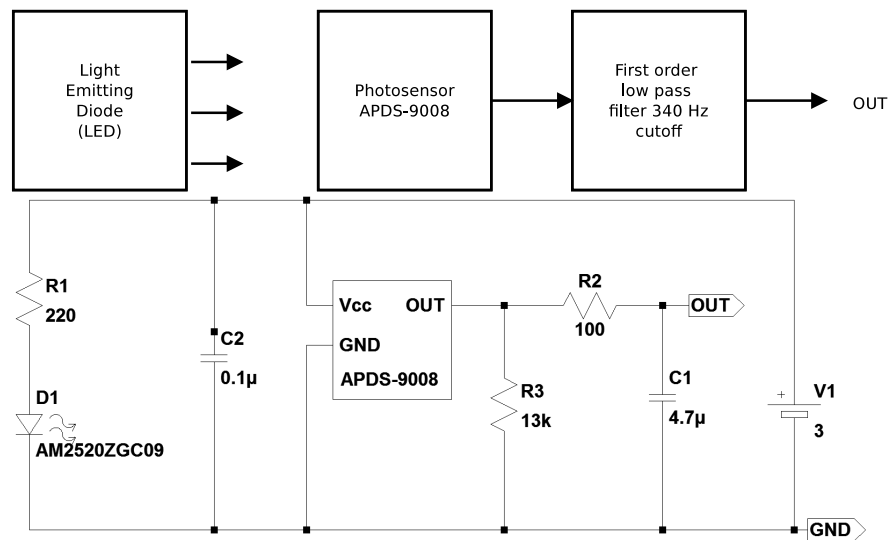 Light
Emitting
Diode
(LED)
Photosensor
APDS-9008
First order
low pass
filter 340 Hz
cutoff
OUT
R1
220
D1
AM2520ZGC09
C2
0.1µ
Vcc
OUT
GND
APDS-9008
R2
100
OUT
R3
13k
C1
4.7µ
+
V1
3
GND